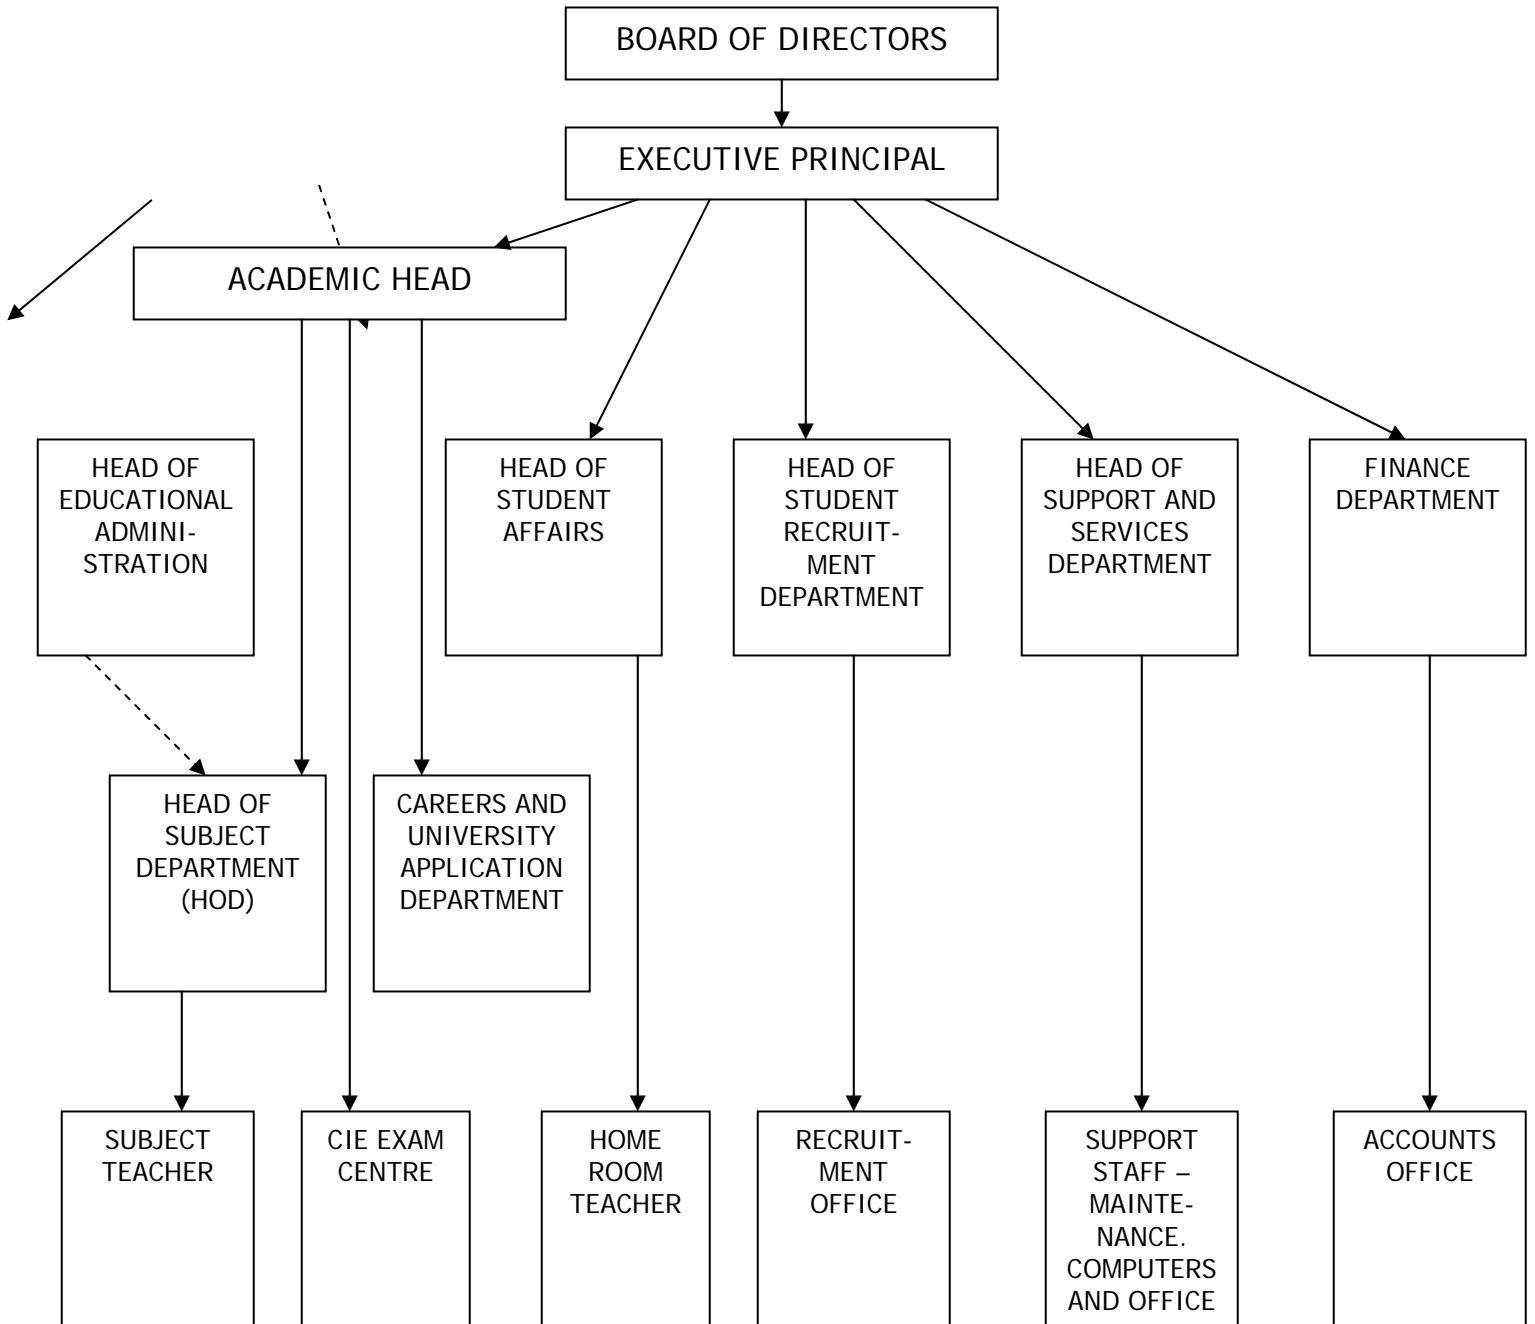 BOARD OF DIRECTORS
EXECUTIVE PRINCIPAL
ACADEMIC HEAD
HEAD OF
EDUCATIONAL
ADMINI-
STRATION
HEAD OF
STUDENT
AFFAIRS
HEAD OF
STUDENT
RECRUIT-
MENT
DEPARTMENT
HEAD OF
SUPPORT AND
SERVICES
DEPARTMENT
FINANCE
DEPARTMENT
HEAD OF
SUBJECT
DEPARTMENT
(HOD)
CAREERS AND
UNIVERSITY
APPLICATION
DEPARTMENT
SUBJECT
TEACHER
CIE EXAM
CENTRE
HOME
ROOM
TEACHER
RECRUIT-
MENT
OFFICE
SUPPORT
STAFF –
MAINTE-
NANCE.
COMPUTERS
AND OFFICE
ACCOUNTS
OFFICE